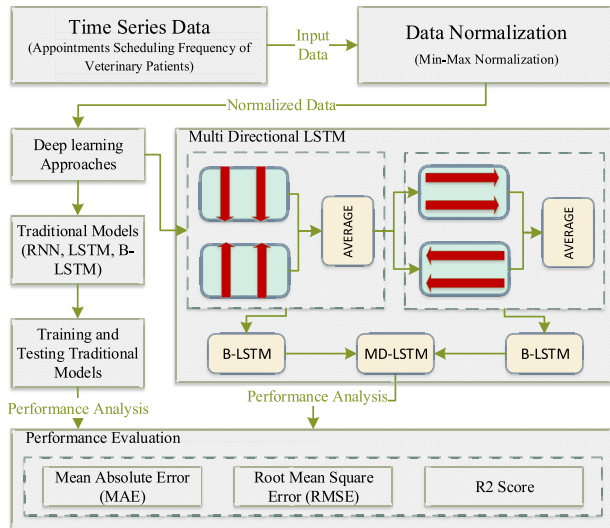 Time Series Data
(Appointments Scheduling Frequency of
Veterinary Patients)
Input
Data
Data Normalization
(Min-Max Normalization)
Normalized Data
Deep learning
Approaches
Traditional Models
(RNN, LSTM, B-
LSTM)
Training and
Testing Traditional
Models
Multi Directional LSTM
AVERAGE
AVERAGE
B-LSTM
MD-LSTM
B-LSTM
Performance Analysis
Performance Analysis
Performance Evaluation
Mean Absolute Error
(MAE)
Root Mean Square
Error (RMSE)
R2 Score